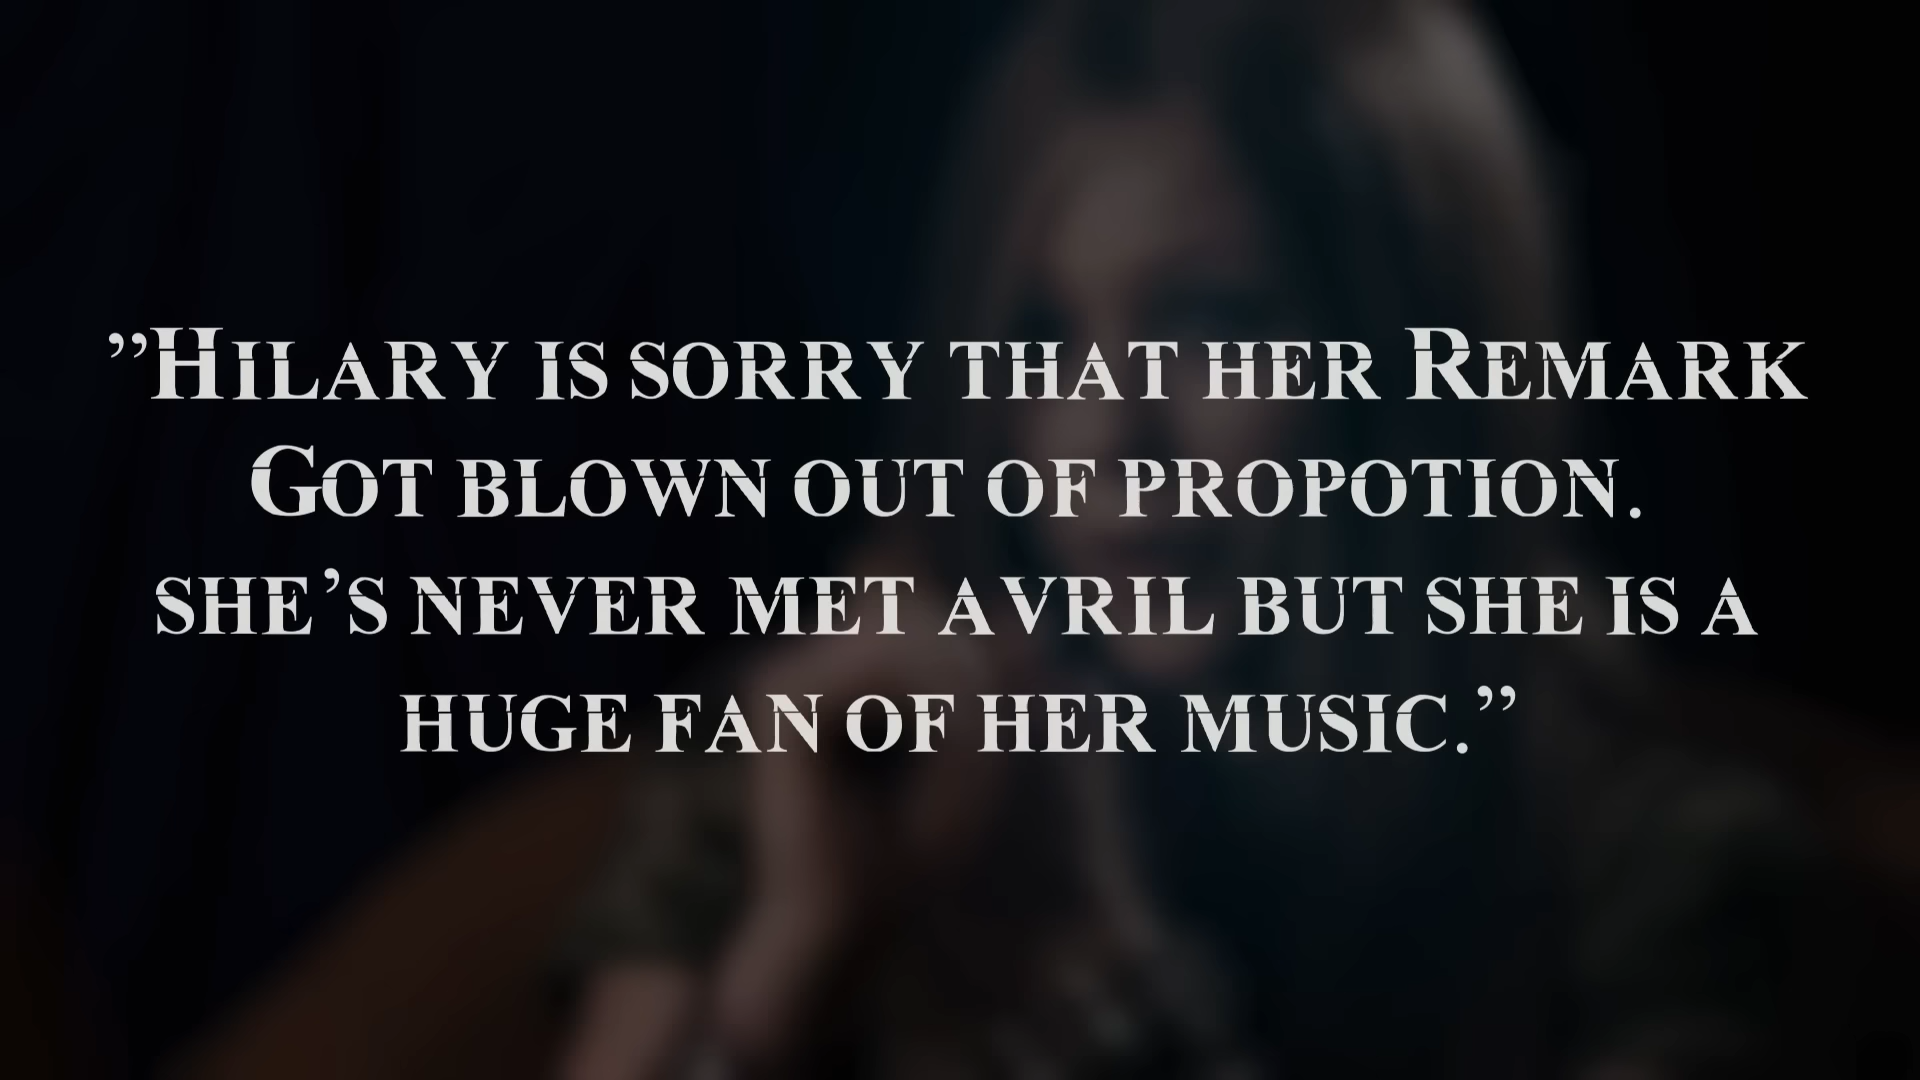 ”Hilary is sorry that her Remark
Got blown out of propotion.
she’s never met avril but she is a
huge fan of her music.”